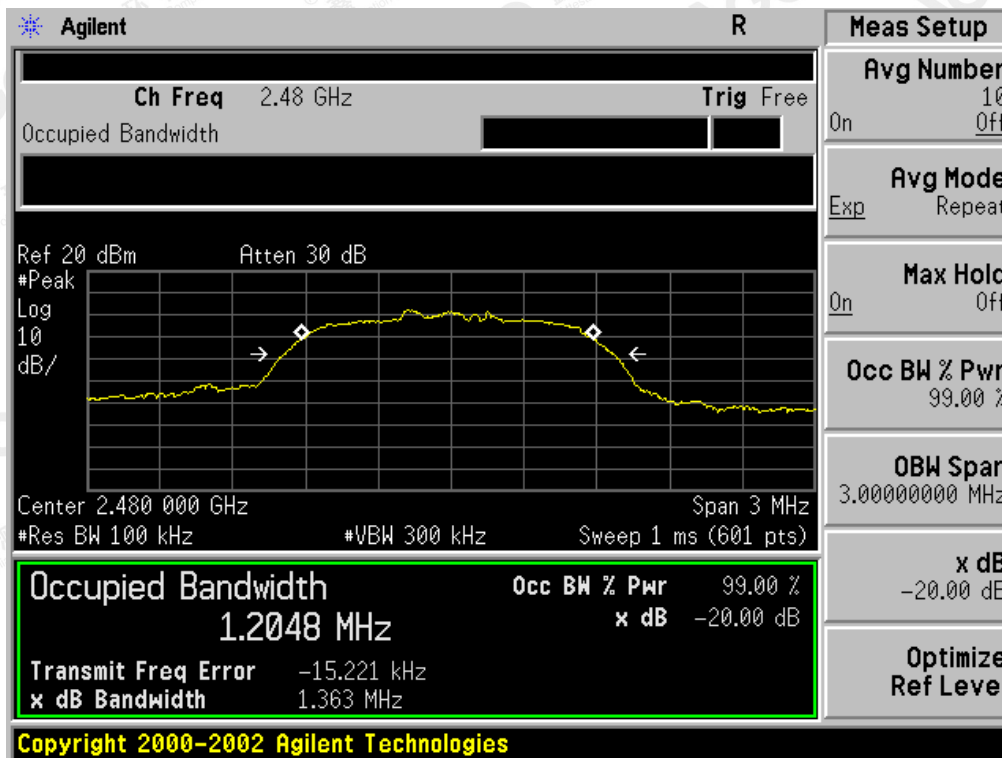 Agilent R Meas Setup
Ch Freq 2.48 GHz Trig Free
Occupied Bandwidth
Avg Number
10
On Off
Avg Mode
Exp Repeat
Max Hold
On Off
Occ BW % Pwr
99.00 %
OBW Span
3.00000000 MHz
x dB
-20.00 dB
Optimize
Ref Level
Ref 20 dBm Atten 30 dB
#Peak
Log
10
dB/
Center 2.480 000 GHz Span 3 MHz
#Res BW 100 kHz #VBW 300 kHz Sweep 1 ms (601 pts)
Occupied Bandwidth Occ BW % Pwr 99.00 %
1.2048 MHz x dB -20.00 dB
Transmit Freq Error -15.221 kHz
x dB Bandwidth 1.363 MHz
Copyright 2000-2002 Agilent Technologies